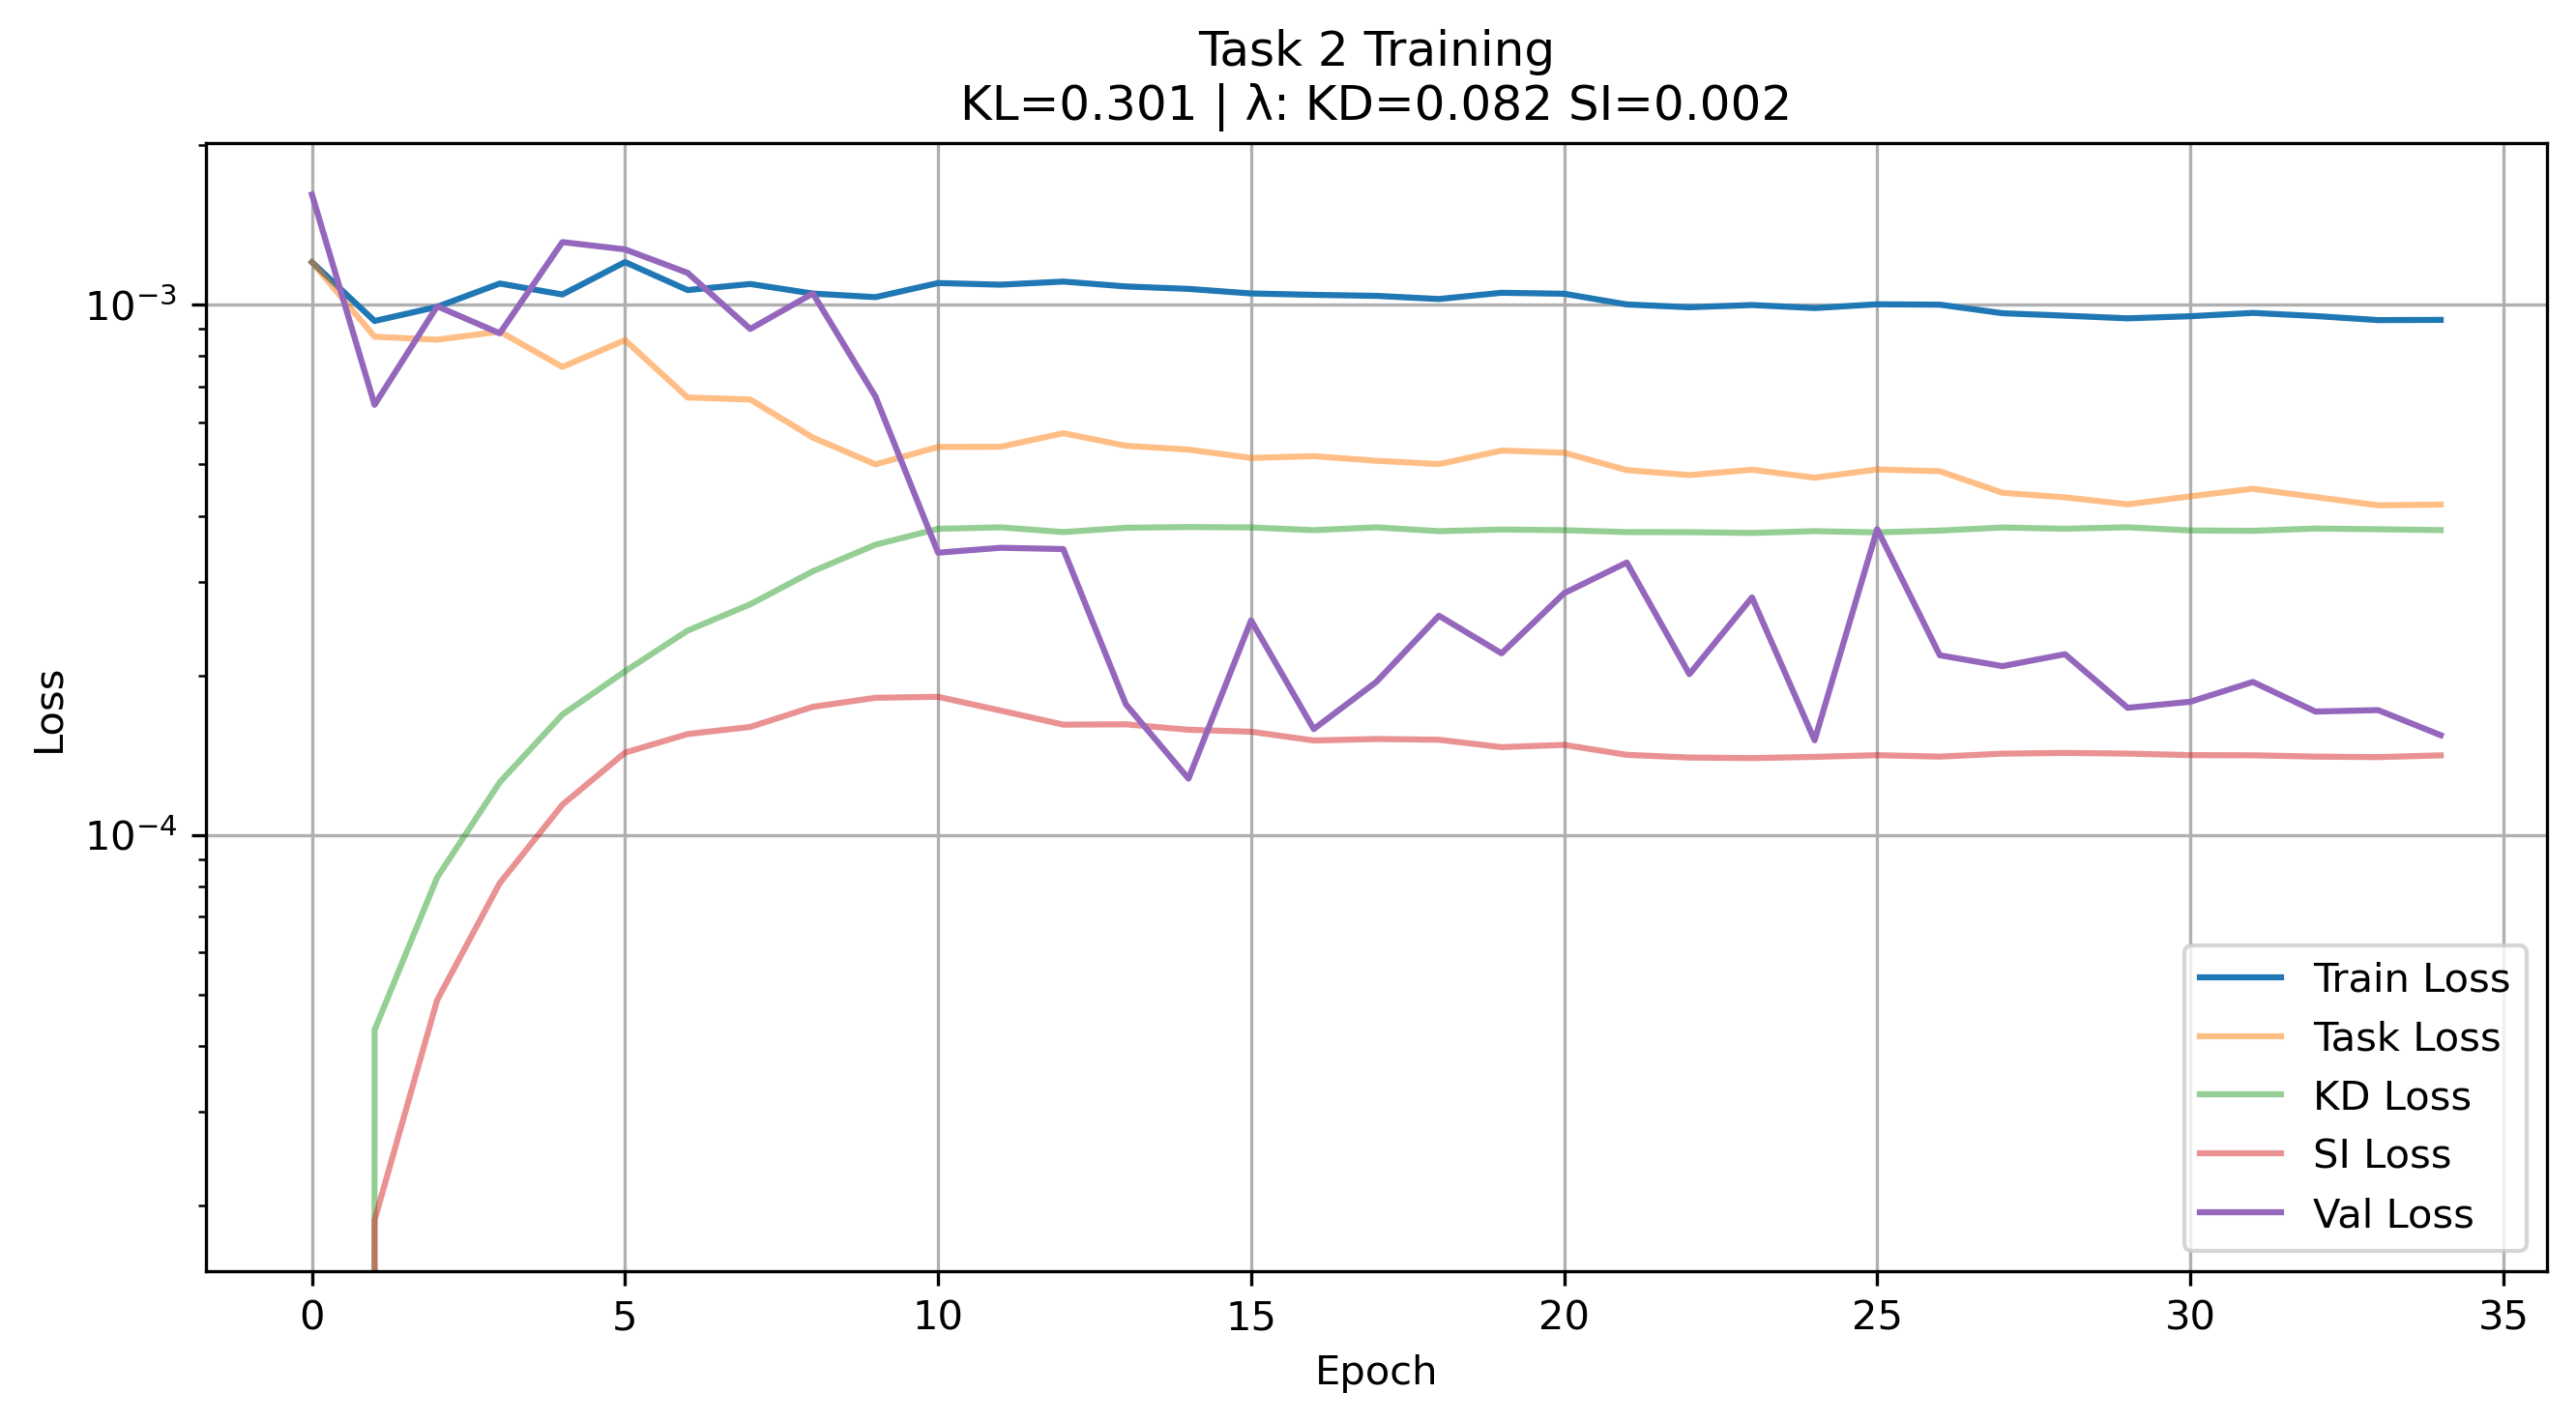 Task 2 Training
KL=0.301 | λ: KD=0.082 SI=0.002
Loss
10⁻³
10⁻⁴
Train Loss
Task Loss
KD Loss
SI Loss
Val Loss
0 5 10 15 20 25 30 35
Epoch